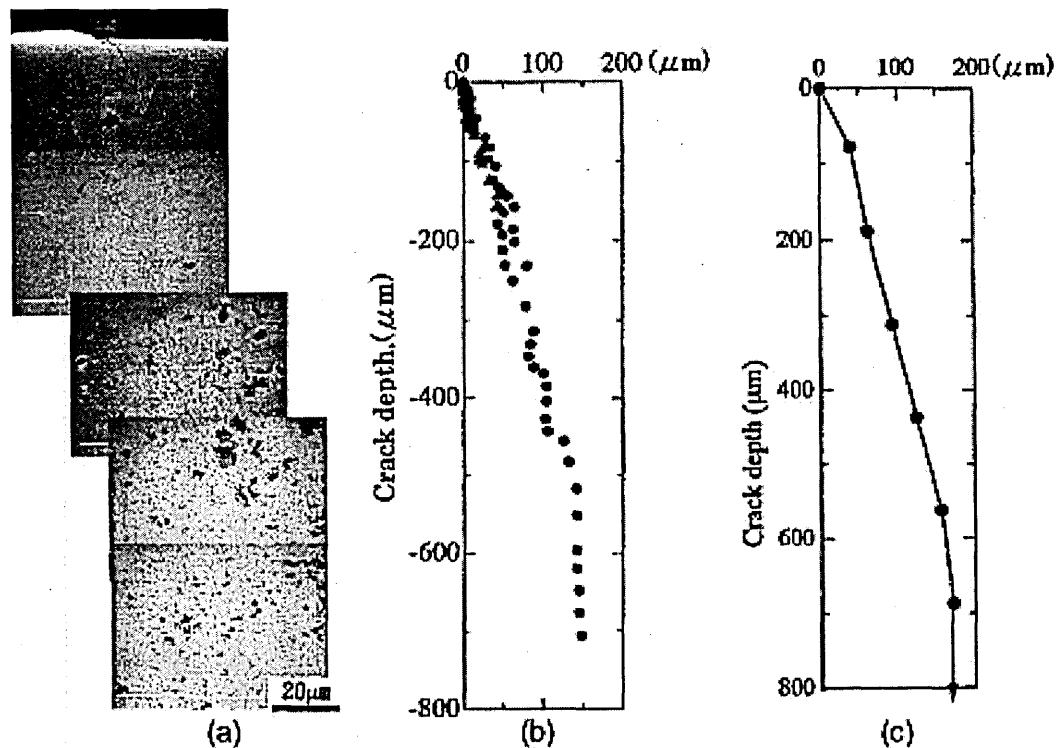 20μm
(a)
0 100 200 (μm)
0
-200
-400
-600
-800
Crack depth, (μm)
(b)
0 100 200 (μm)
0
200
400
600
800
Crack depth (μm)
(c)